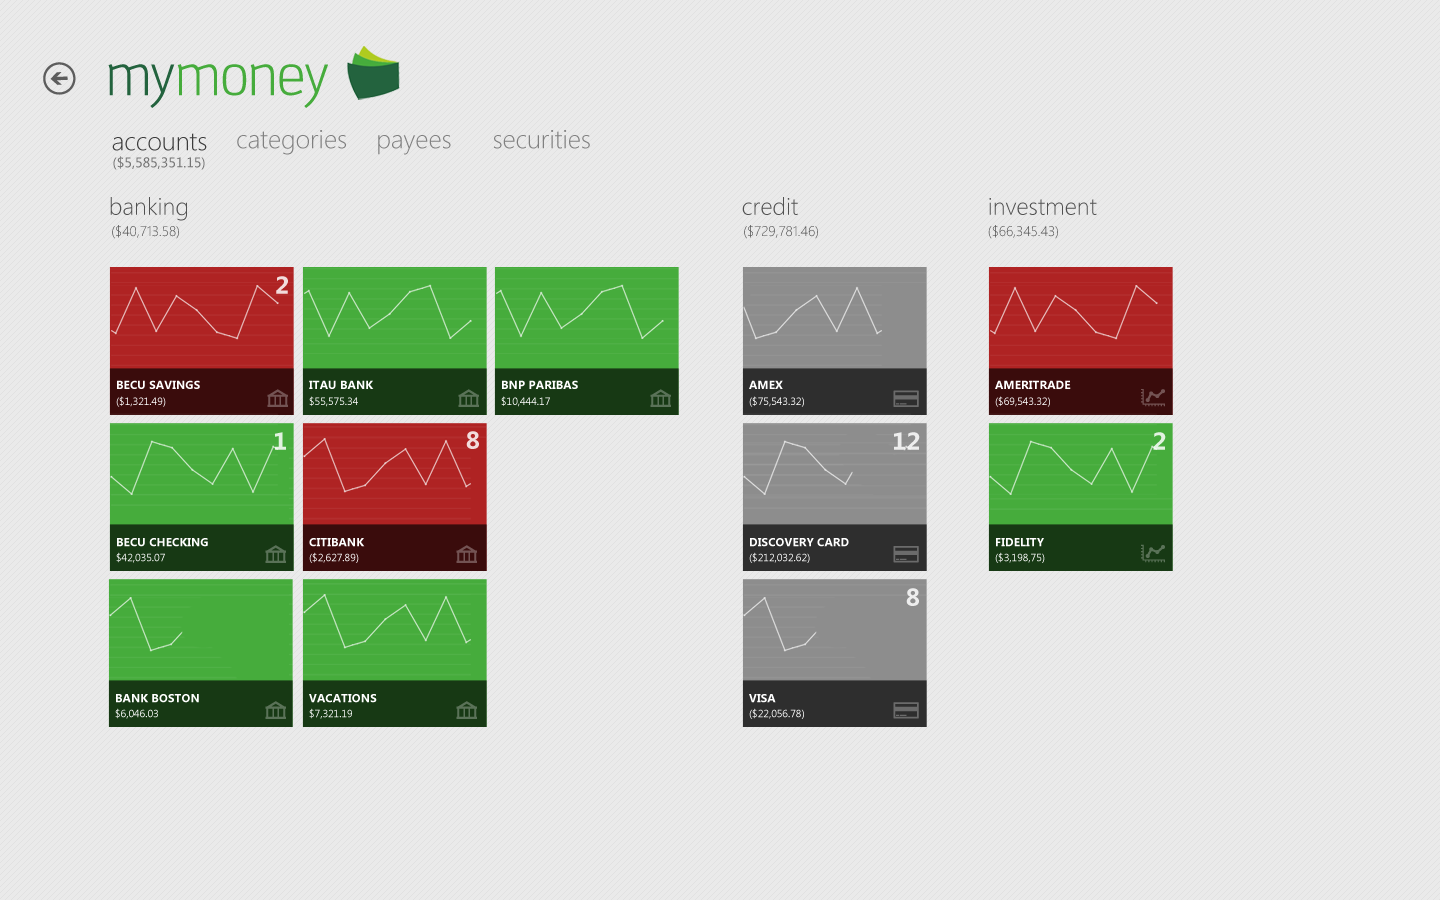 mymoney
accounts categories payees securities
($5,585,351.15)
banking
($40,713.58)
2
BECU SAVINGS
($1,321.49)
ITAU BANK
$55,575.34
BNP PARIBAS
$10,444.17
1
BECU CHECKING
$42,035.07
8
CITIBANK
($2,627.89)
BANK BOSTON
$6,046.03
VACATIONS
$7,321.19
credit
($729,781.46)
AMEX
($75,543.32)
12
DISCOVERY CARD
($212,032.62)
8
VISA
($22,056.78)
investment
($66,345.43)
AMERITRADE
($69,543.32)
2
FIDELITY
($3,198,75)